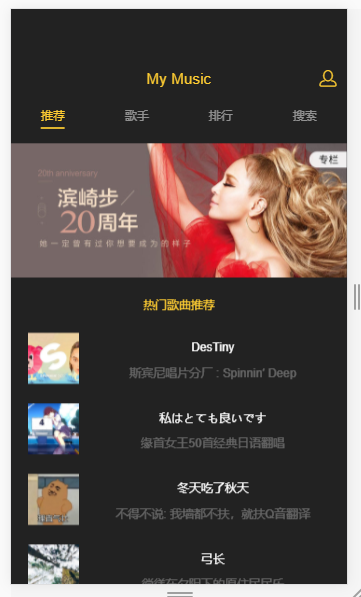 My Music
推荐 歌手 排行 搜索
专栏
20th anniversary
滨崎步
20周年
她一定曾有过你想要成为的样子
热门歌曲推荐
DesTiny
斯宾尼唱片分厂 : Spinnin' Deep
私はとても良いです
缘首女王50首经典日语翻唱
冬天吃了秋天
不得不说: 我墙都不扶，就扶Q音翻译
弓长